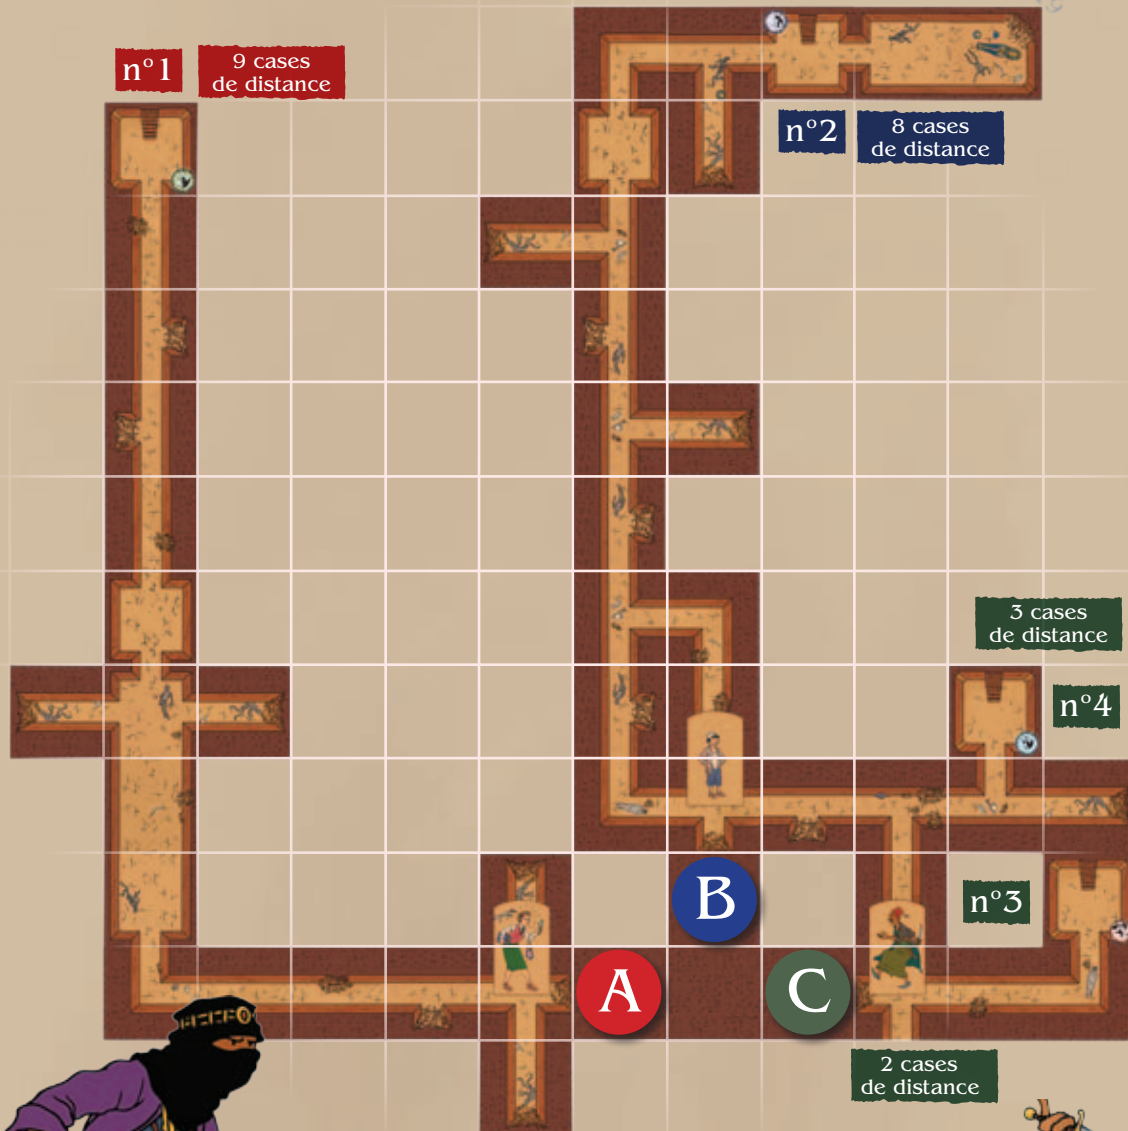 n°1
9 cases
de distance
n°2
8 cases
de distance
3 cases
de distance
n°4
n°3
B
A
C
2 cases
de distance